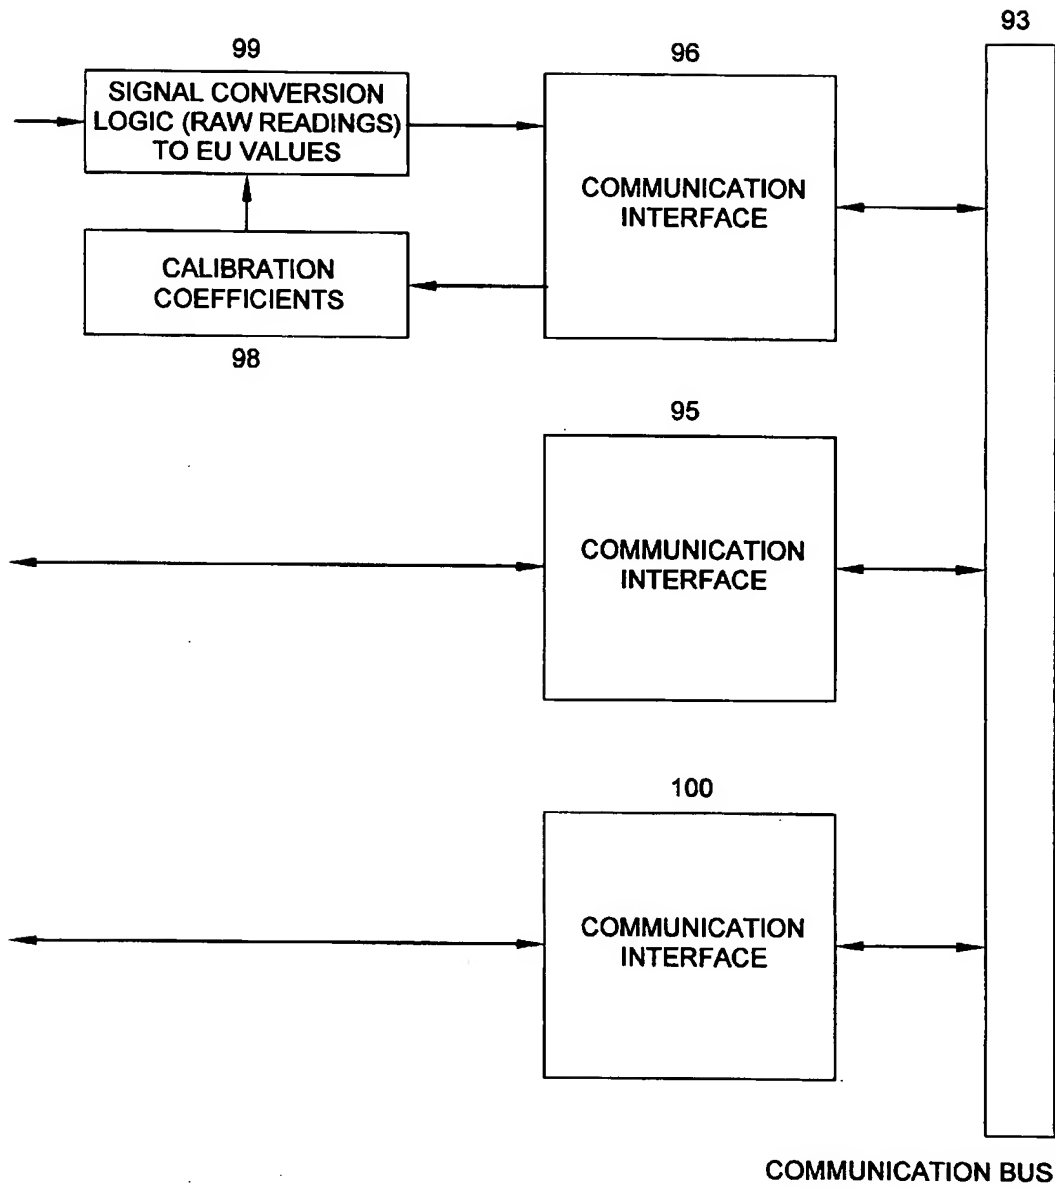 93
99
96
SIGNAL CONVERSION
LOGIC (RAW READINGS)
TO EU VALUES
COMMUNICATION
INTERFACE
CALIBRATION
COEFFICIENTS
98
95
COMMUNICATION
INTERFACE
100
COMMUNICATION
INTERFACE
COMMUNICATION BUS